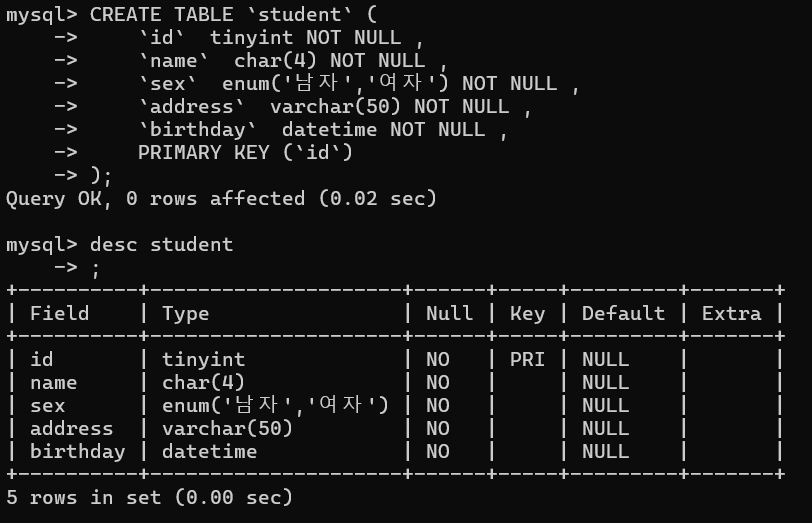 mysql> CREATE TABLE `student` (
    ->     `id`  tinyint NOT NULL ,
    ->     `name`  char(4) NOT NULL ,
    ->     `sex`  enum('남자','여자') NOT NULL ,
    ->     `address`  varchar(50) NOT NULL ,
    ->     `birthday`  datetime NOT NULL ,
    ->     PRIMARY KEY (`id`)
    -> );
Query OK, 0 rows affected (0.02 sec)
mysql> desc student
    -> ;
+----------+---------------------+------+-----+---------+-------+
| Field    | Type                | Null | Key | Default | Extra |
+----------+---------------------+------+-----+---------+-------+
| id       | tinyint             | NO   | PRI | NULL    |       |
| name     | char(4)             | NO   |     | NULL    |       |
| sex      | enum('남자','여자') | NO   |     | NULL    |       |
| address  | varchar(50)         | NO   |     | NULL    |       |
| birthday | datetime            | NO   |     | NULL    |       |
+----------+---------------------+------+-----+---------+-------+
5 rows in set (0.00 sec)